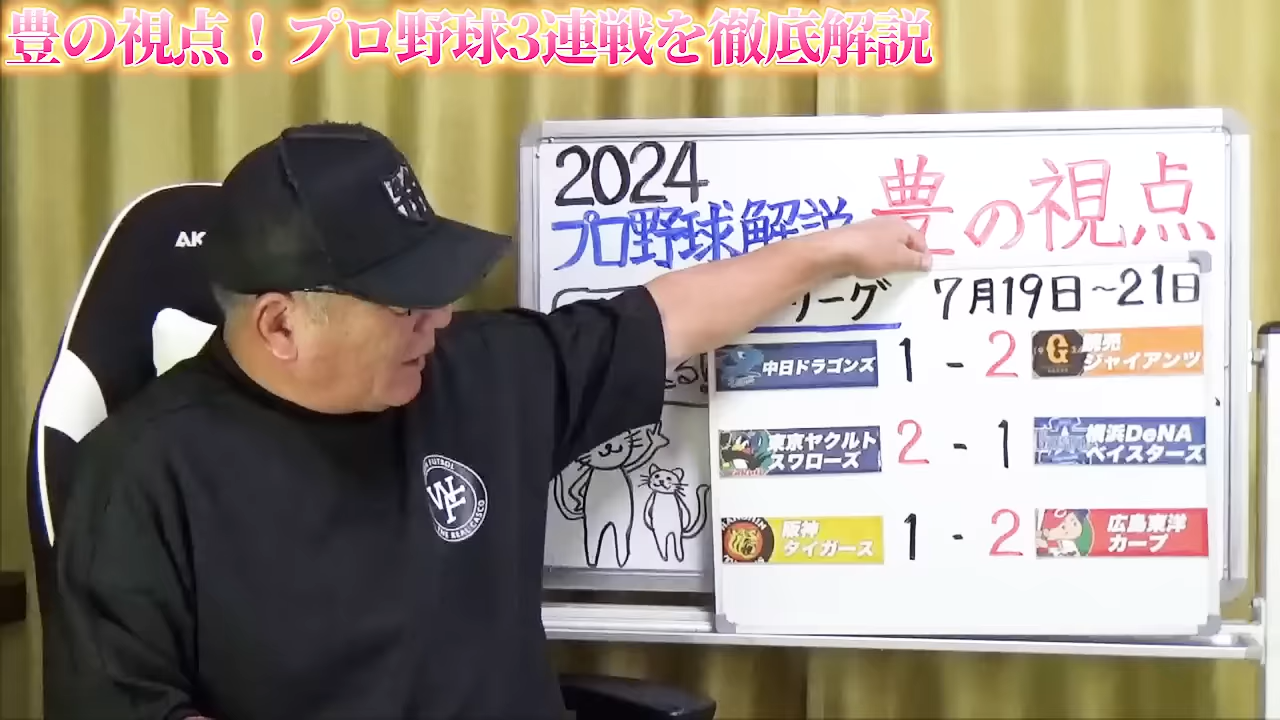 豊の視点！プロ野球3連戦を徹底解説
AK
2024
プロ野球解説
豊の視点
リーグ
7月19日~21日
中日ドラゴンズ
1 - 2
読売
ジャイアンツ
東京ヤクルト
スワローズ
2 - 1
横浜DeNA
ベイスターズ
阪神
タイガース
1 - 2
広島東洋
カープ
THE REAL CASCO